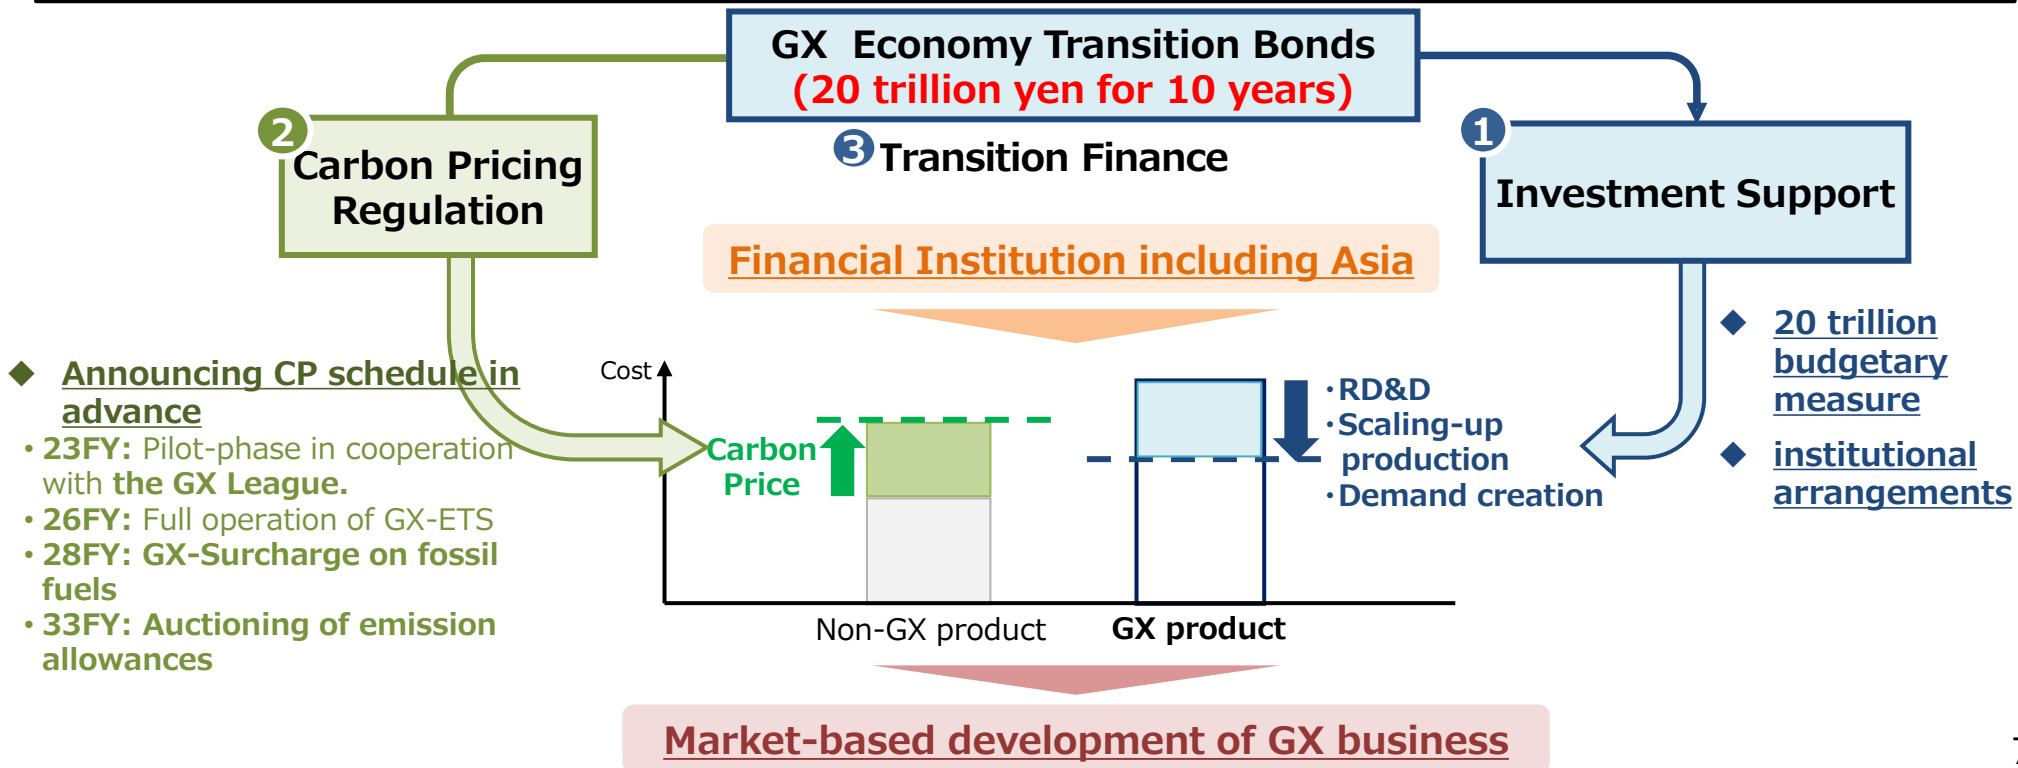 GX Economy Transition Bonds
(20 trillion yen for 10 years)
❸Transition Finance
❷
Carbon Pricing
Regulation
❶
Investment Support
Financial Institution including Asia
◆ Announcing CP schedule in
advance
・23FY: Pilot-phase in cooperation
with the GX League.
・26FY: Full operation of GX-ETS
・28FY: GX-Surcharge on fossil
fuels
・33FY: Auctioning of emission
allowances
Cost
Carbon
Price
・RD&D
・Scaling-up
production
・Demand creation
Non-GX product
GX product
◆ 20 trillion
budgetary
measure
◆ institutional
arrangements
Market-based development of GX business